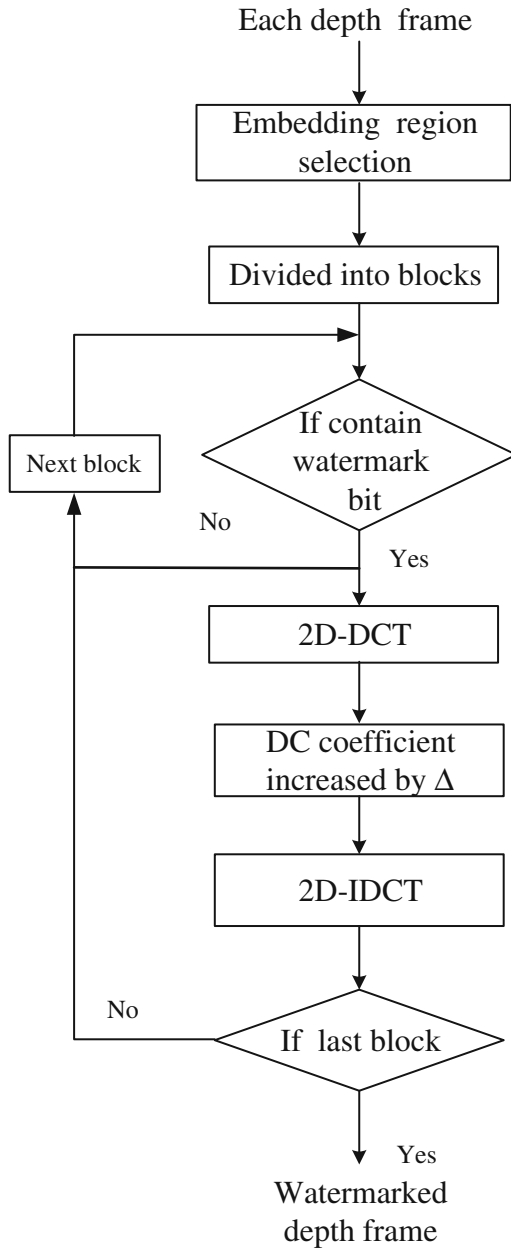 Each depth frame
Embedding region
selection
Divided into blocks
If contain
watermark
bit
Next block
No
Yes
2D-DCT
DC coefficient
increased by Δ
2D-IDCT
No
If last block
Yes
Watermarked
depth frame